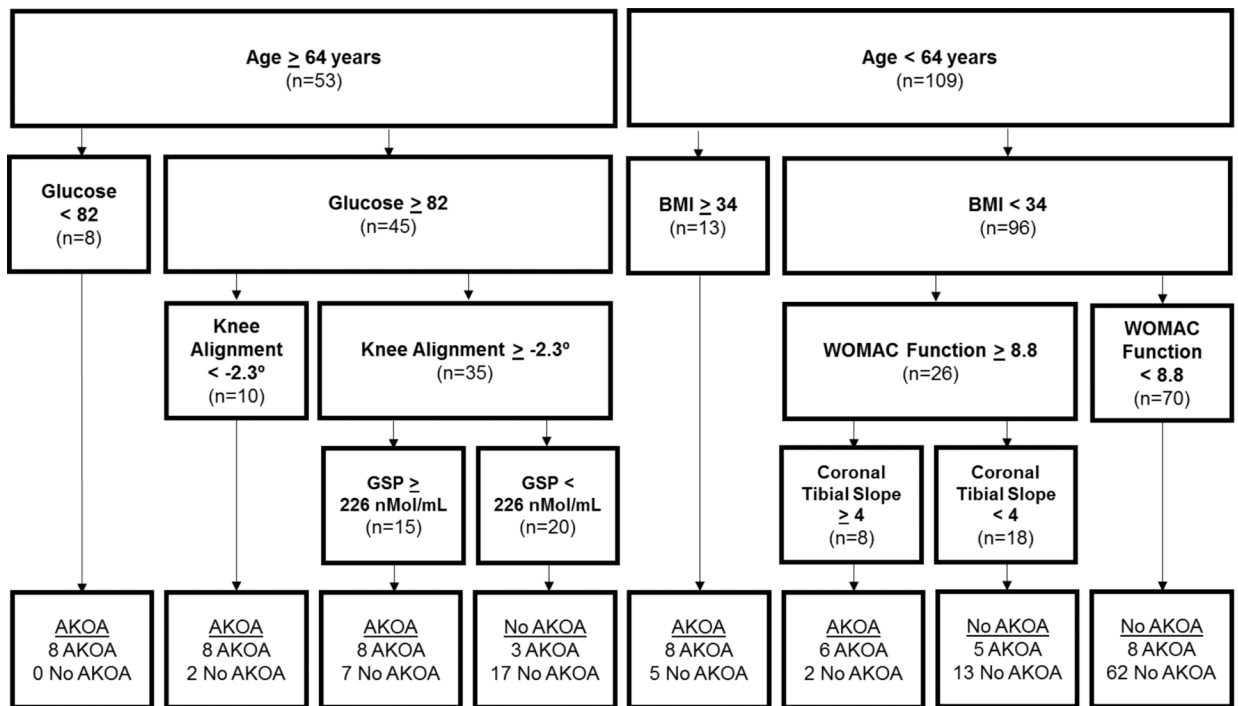 Age ≥ 64 years
(n=53)
Age < 64 years
(n=109)
Glucose
< 82
(n=8)
Glucose ≥ 82
(n=45)
BMI ≥ 34
(n=13)
BMI < 34
(n=96)
Knee
Alignment
< -2.3º
(n=10)
Knee Alignment ≥ -2.3º
(n=35)
WOMAC Function ≥ 8.8
(n=26)
WOMAC
Function
< 8.8
(n=70)
GSP ≥
226 nMol/mL
(n=15)
GSP <
226 nMol/mL
(n=20)
Coronal
Tibial Slope
≥ 4
(n=8)
Coronal
Tibial Slope
< 4
(n=18)
AKOA
8 AKOA
0 No AKOA
AKOA
8 AKOA
2 No AKOA
AKOA
8 AKOA
7 No AKOA
No AKOA
3 AKOA
17 No AKOA
AKOA
8 AKOA
5 No AKOA
AKOA
6 AKOA
2 No AKOA
No AKOA
5 AKOA
13 No AKOA
No AKOA
8 AKOA
62 No AKOA